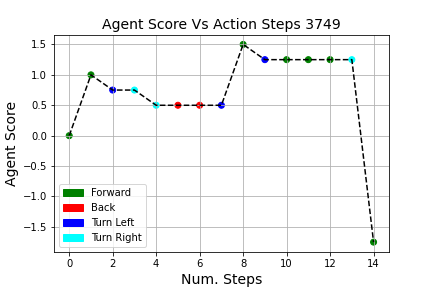 Agent Score Vs Action Steps 3749
Agent Score
1.5
1.0
0.5
0.0
−0.5
−1.0
−1.5
Forward
Back
Turn Left
Turn Right
0 2 4 6 8 10 12 14
Num. Steps